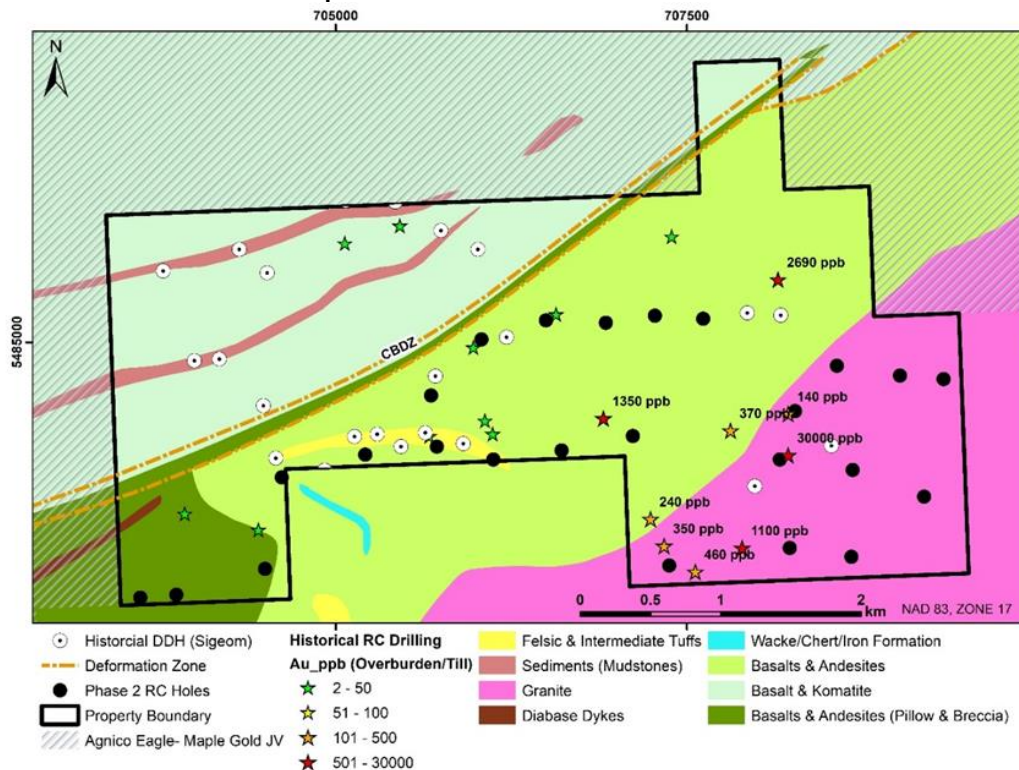 705000
707500
N
5485000
2690 ppb
CBDZ
1350 ppb
140 ppb
370 ppb
30000 ppb
240 ppb
350 ppb
1100 ppb
460 ppb
0 0.5 1 2 km
NAD 83, ZONE 17
Historcial DDH (Sigeom)
Deformation Zone
Phase 2 RC Holes
Property Boundary
Agnico Eagle- Maple Gold JV
Historical RC Drilling
Au_ppb (Overburden/Till)
2 - 50
51 - 100
101 - 500
501 - 30000
Felsic & Intermediate Tuffs
Sediments (Mudstones)
Granite
Diabase Dykes
Wacke/Chert/Iron Formation
Basalts & Andesites
Basalt & Komatite
Basalts & Andesites (Pillow & Breccia)